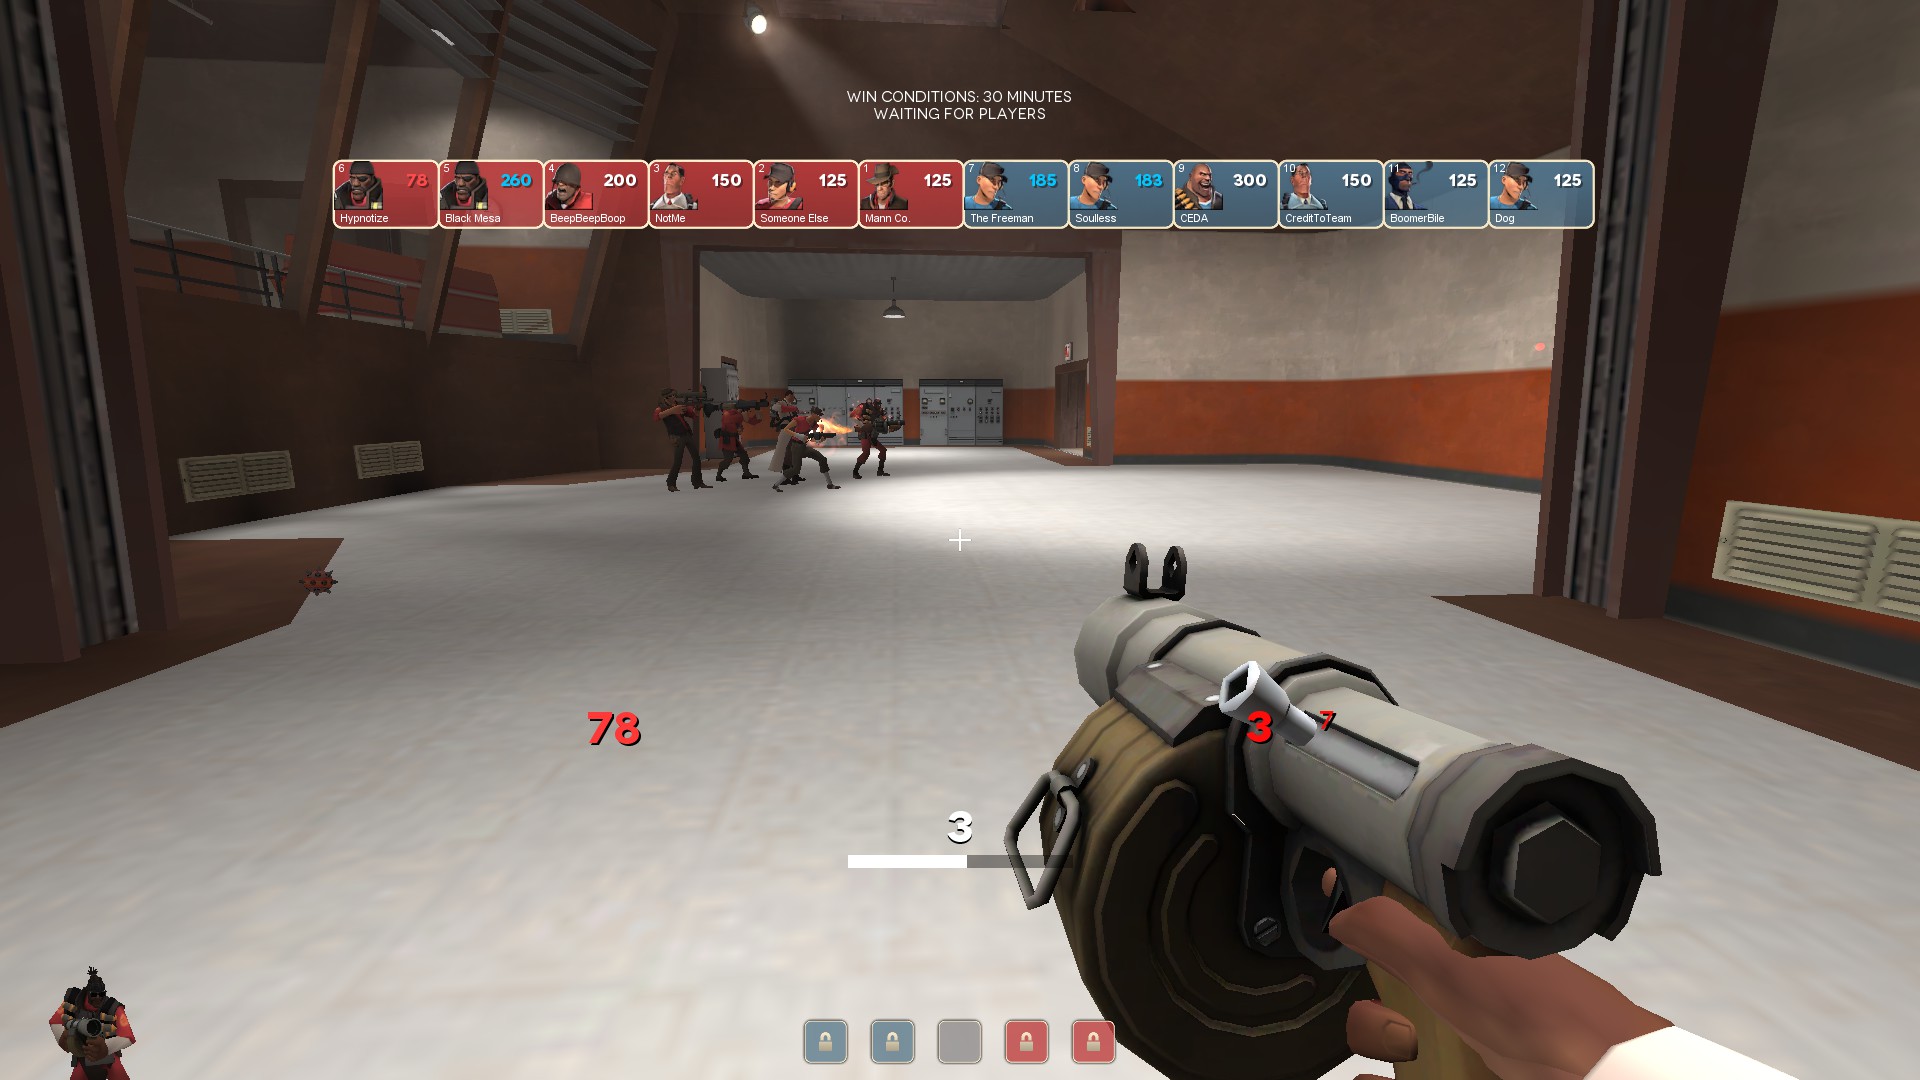 WIN CONDITIONS: 30 MINUTES
WAITING FOR PLAYERS
6 78 5 260 4 200 3 150 2 125 1 125 7 185 8 183 9 300 10 150 11 125 12 125
Hypnotize Black Mesa BeepBeepBoop NotMe Someone Else Mann Co. The Freeman Soulless CEDA CreditToTeam BoomerBile Dog
78 3 7
3